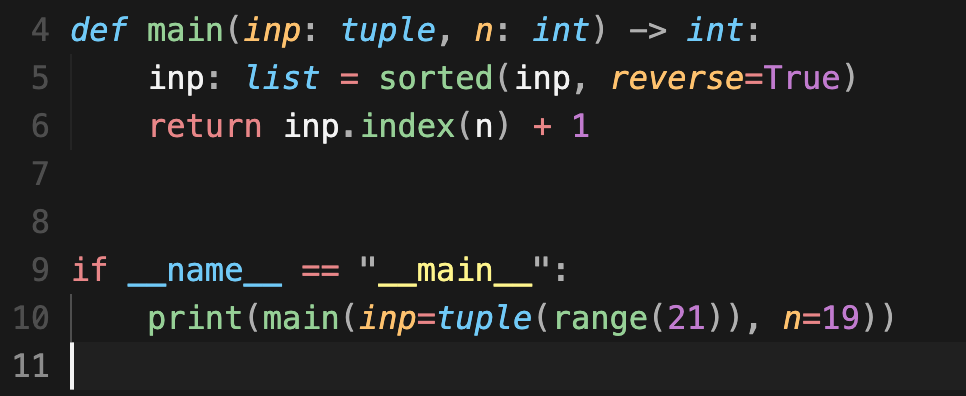 4 def main(inp: tuple, n: int) -> int:
5     inp: list = sorted(inp, reverse=True)
6     return inp.index(n) + 1
7
8
9 if __name__ == "__main__":
10     print(main(inp=tuple(range(21)), n=19))
11